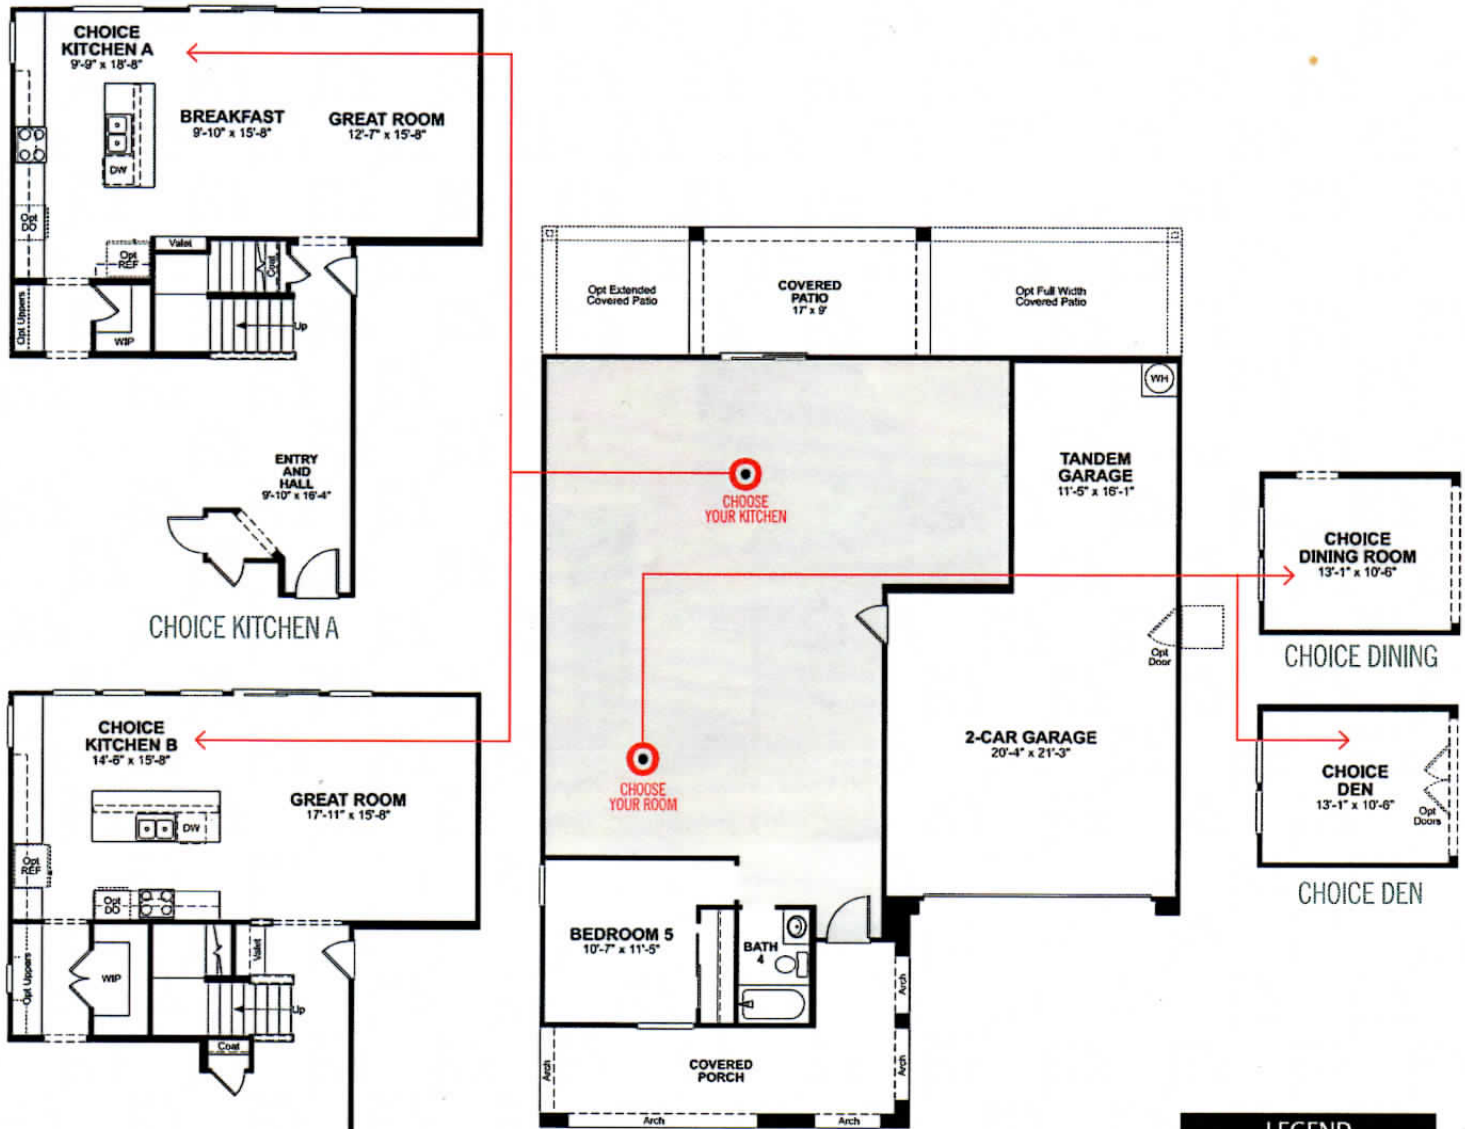 CHOICE
KITCHEN A
9'-9" x 18'-8"
BREAKFAST
9'-10" x 15'-8"
GREAT ROOM
12'-7" x 15'-8"
DW
Opt
DO
Opt
REF
Valet
Coat
Opt Uppers
WIP
Up
ENTRY
AND
HALL
9'-10" x 16'-4"
CHOICE KITCHEN A
CHOICE
KITCHEN B
14'-6" x 15'-8"
GREAT ROOM
17'-11" x 15'-8"
DW
Opt
REF
Opt
DO
Opt Uppers
WIP
Valet
Up
Coat
Opt Extended
Covered Patio
COVERED
PATIO
17' x 9'
Opt Full Width
Covered Patio
WH
TANDEM
GARAGE
11'-5" x 16'-1"
CHOOSE
YOUR KITCHEN
Opt
Door
2-CAR GARAGE
20'-4" x 21'-3"
CHOOSE
YOUR ROOM
BEDROOM 5
10'-7" x 11'-5"
BATH
4
COVERED
PORCH
Arch
Arch
Arch
Arch
Arch
CHOICE
DINING ROOM
13'-1" x 10'-6"
CHOICE DINING
CHOICE
DEN
13'-1" x 10'-6"
Opt
Doors
CHOICE DEN
LEGEND